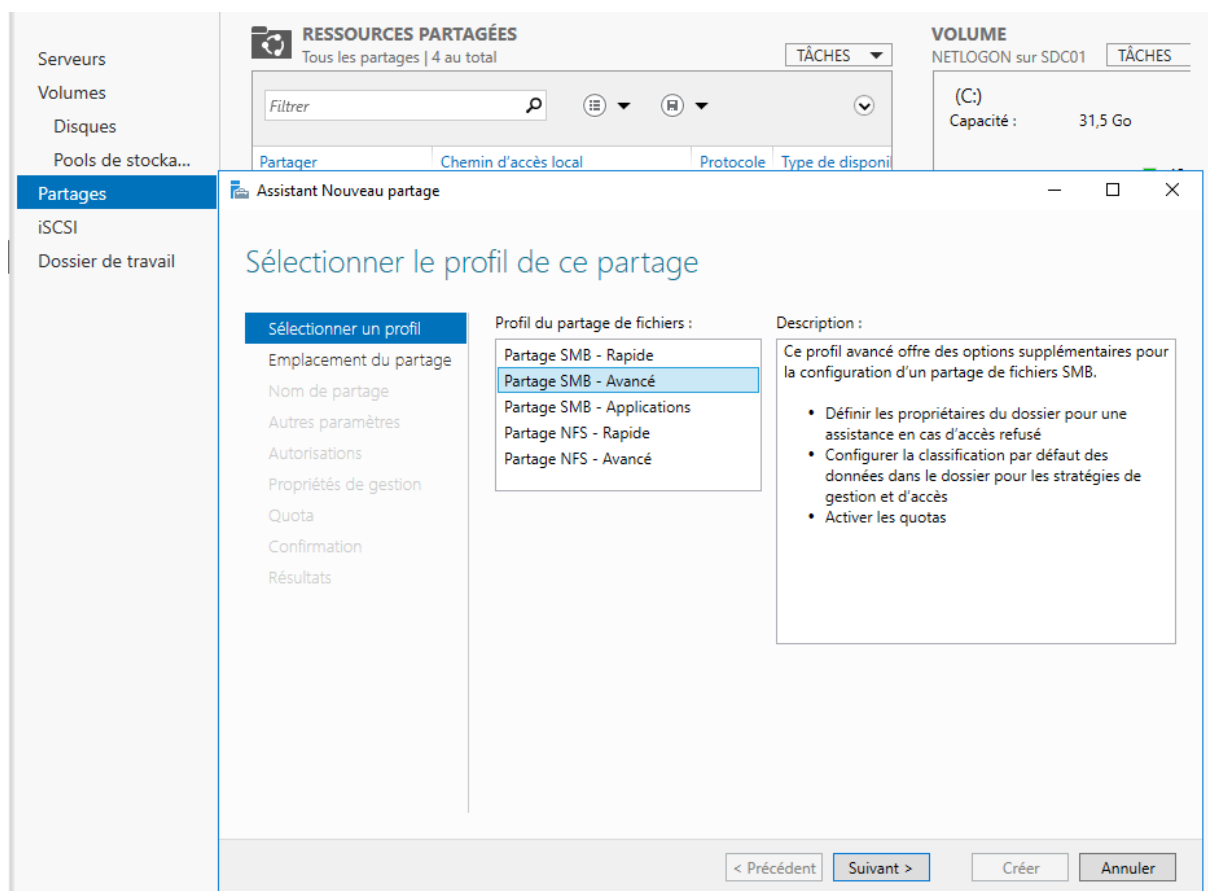 Serveurs
Volumes
Disques
Pools de stocka...
Partages
iSCSI
Dossier de travail
RESSOURCES PARTAGÉES
Tous les partages | 4 au total
TÂCHES
Filtrer
Partager Chemin d'accès local Protocole Type de disponi
VOLUME
NETLOGON sur SDC01 TÂCHES
(C:)
Capacité : 31,5 Go
Assistant Nouveau partage
Sélectionner le profil de ce partage
Sélectionner un profil
Emplacement du partage
Nom de partage
Autres paramètres
Autorisations
Propriétés de gestion
Quota
Confirmation
Résultats
Profil du partage de fichiers :
Partage SMB - Rapide
Partage SMB - Avancé
Partage SMB - Applications
Partage NFS - Rapide
Partage NFS - Avancé
Description :
Ce profil avancé offre des options supplémentaires pour
la configuration d'un partage de fichiers SMB.
• Définir les propriétaires du dossier pour une
assistance en cas d'accès refusé
• Configurer la classification par défaut des
données dans le dossier pour les stratégies de
gestion et d'accès
• Activer les quotas
< Précédent Suivant > Créer Annuler